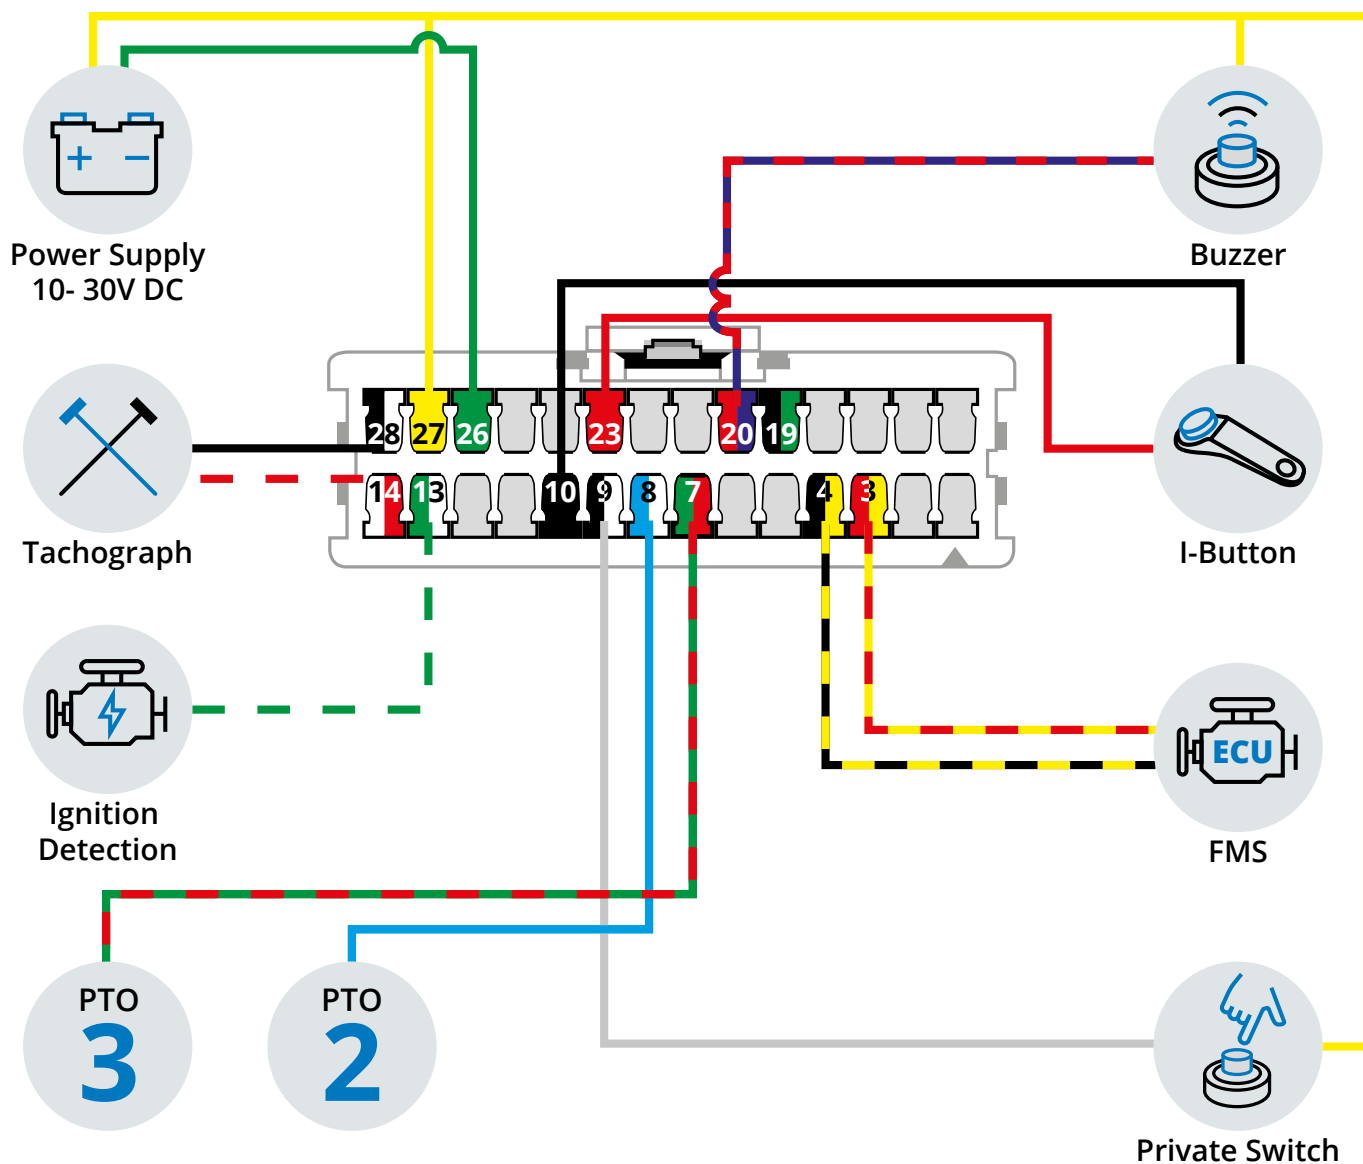 + −
Power Supply
10- 30V DC
Buzzer
28 27 26 23 20 19
14 13 10 9 8 7 4 3
Tachograph
I-Button
Ignition
Detection
ECU
FMS
PTO
3
PTO
2
Private Switch